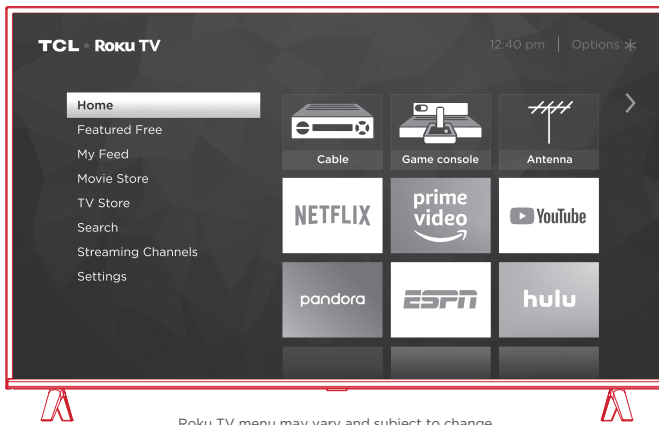 TCL • Roku TV
12:40 pm | Options
Home
Featured Free
My Feed
Movie Store
TV Store
Search
Streaming Channels
Settings
Cable
Game console
Antenna
NETFLIX
prime
video
YouTube
pandora
ESPN
hulu
Roku TV menu may vary and subject to change